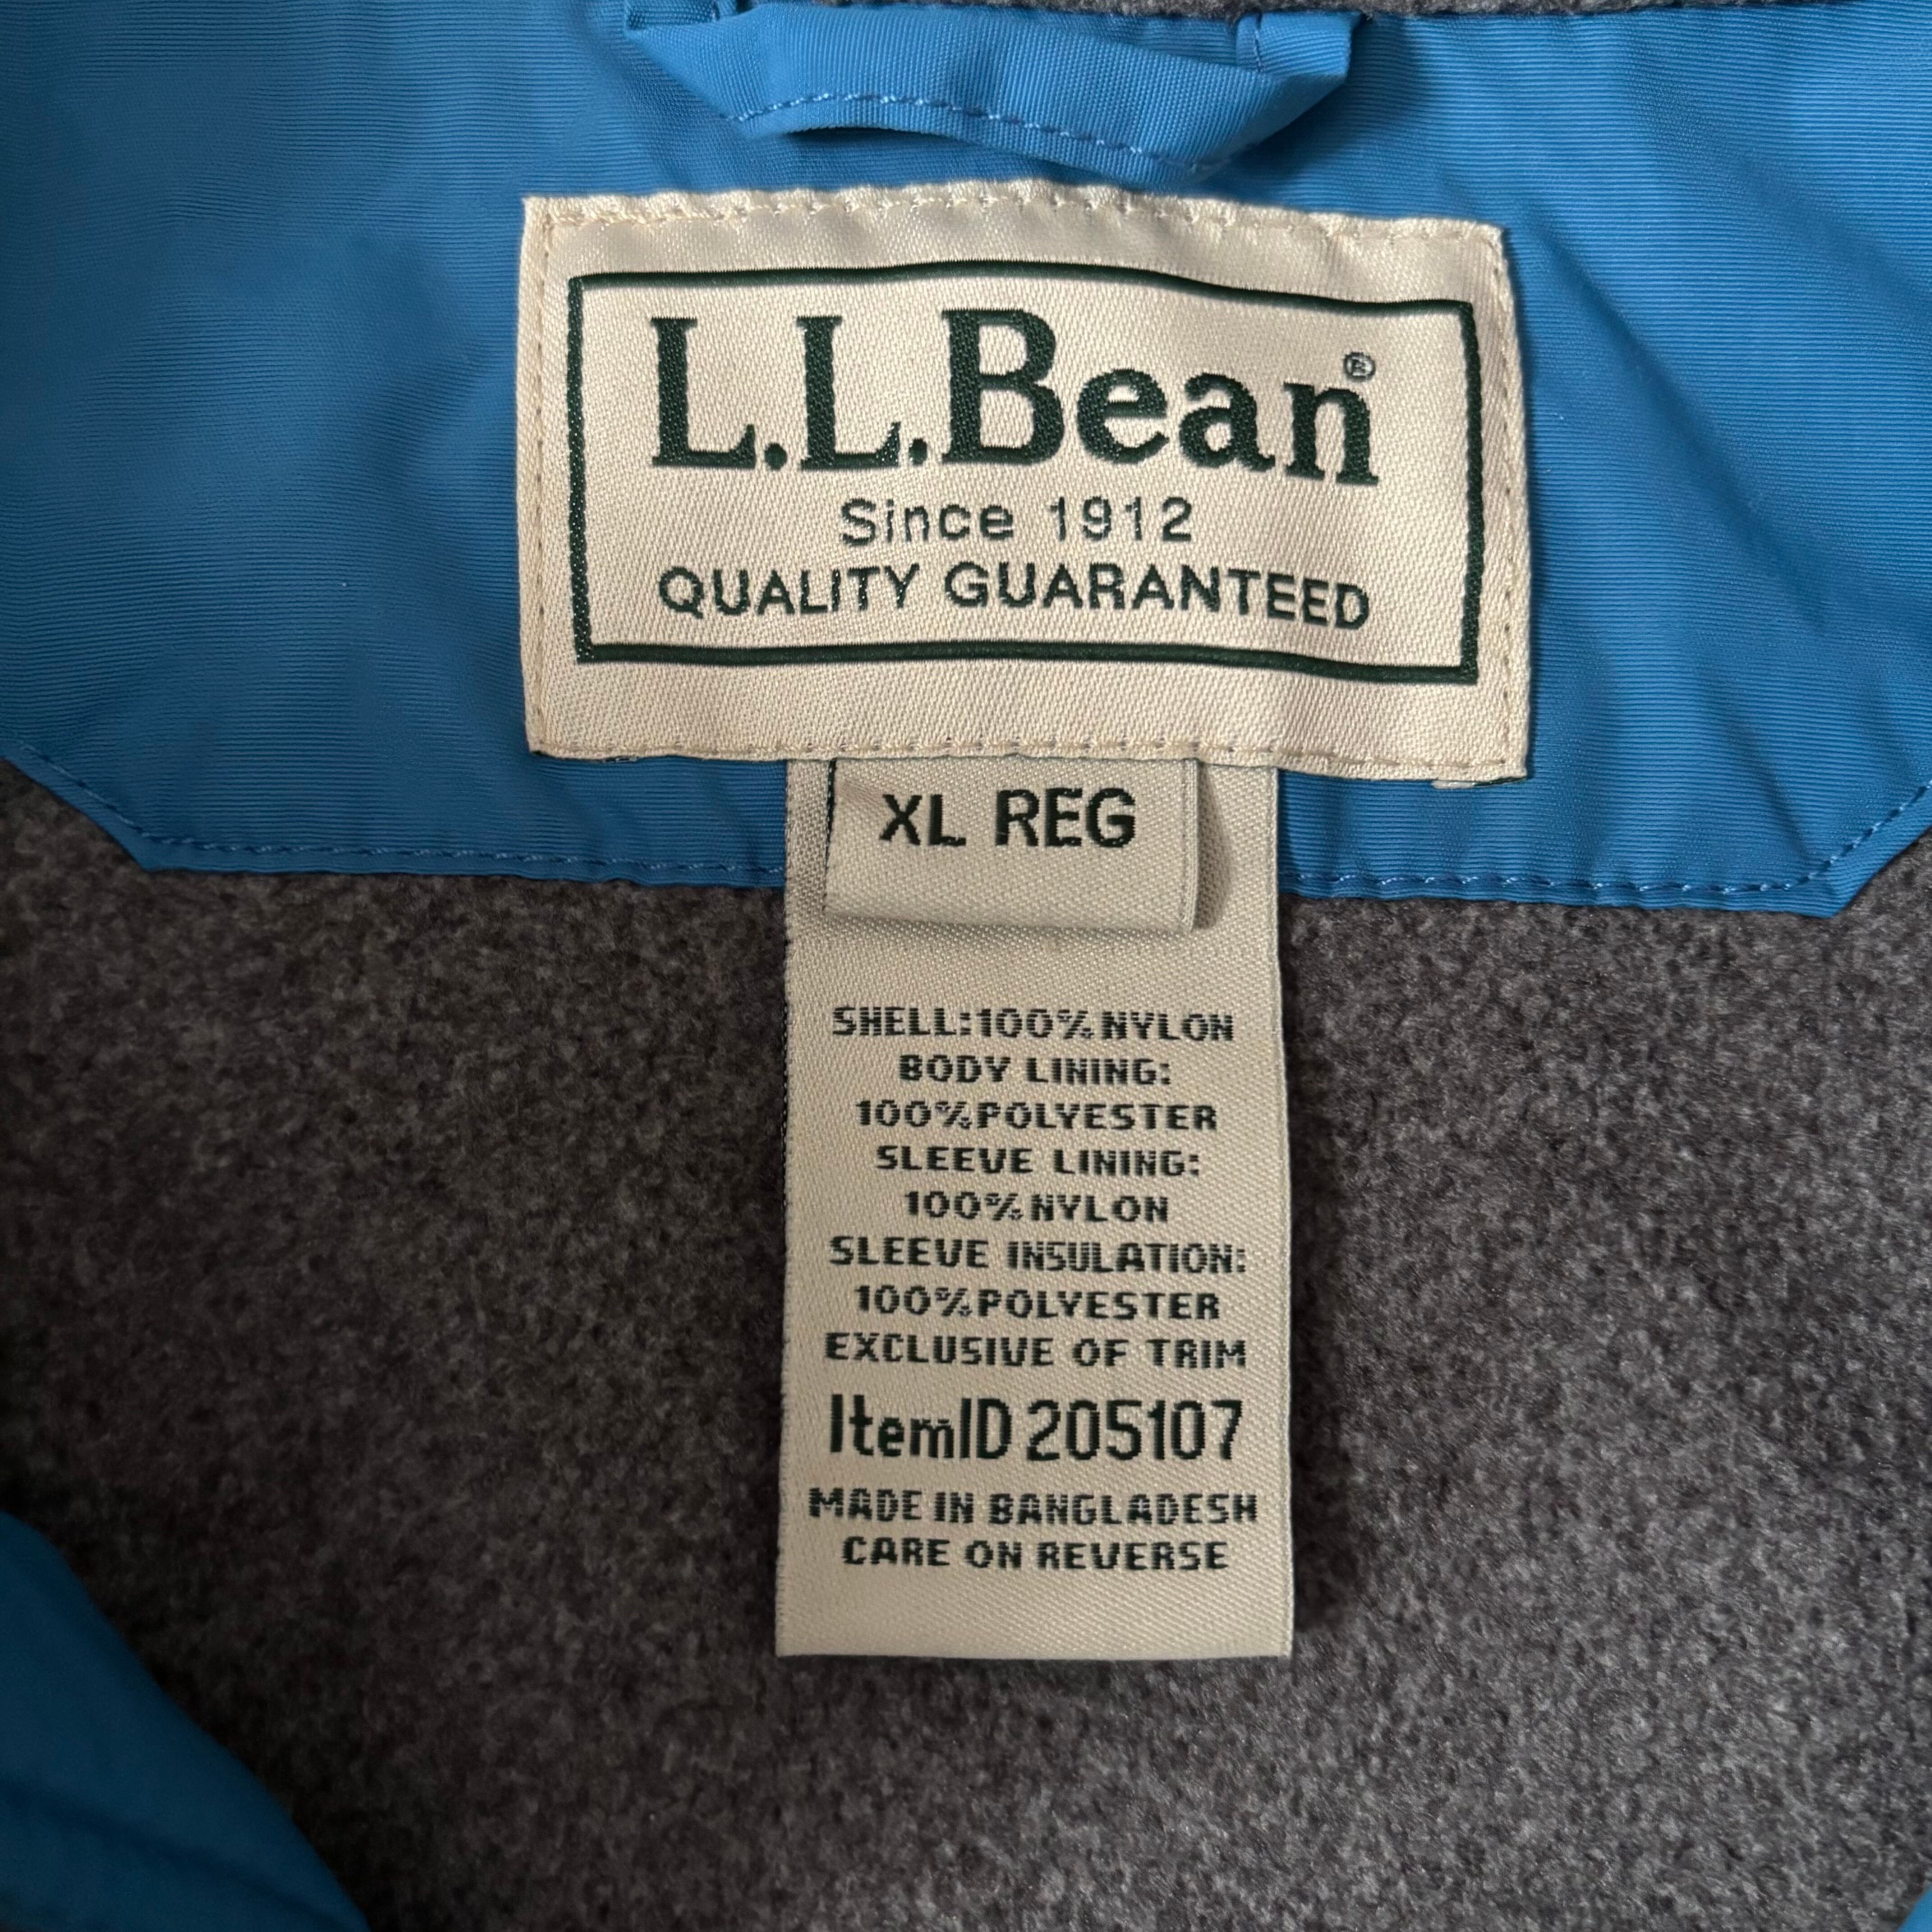 L.L.Bean®
Since 1912
QUALITY GUARANTEED
XL REG
SHELL:100% NYLON
BODY LINING:
100%POLYESTER
SLEEVE LINING:
100%NYLON
SLEEVE INSULATION:
100%POLYESTER
EXCLUSIVE OF TRIM
ItemID 205107
MADE IN BANGLADESH
CARE ON REVERSE